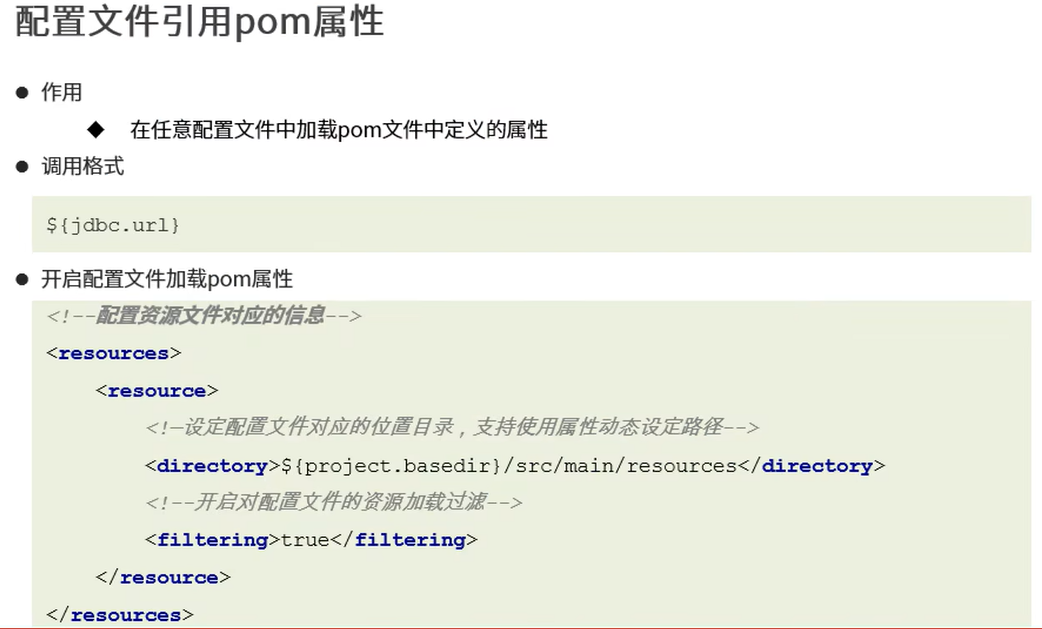 配置文件引用pom属性
● 作用
◆ 在任意配置文件中加载pom文件中定义的属性
● 调用格式
${jdbc.url}
● 开启配置文件加载pom属性
<!--配置资源文件对应的信息-->
<resources>
<resource>
<!—设定配置文件对应的位置目录，支持使用属性动态设定路径-->
<directory>${project.basedir}/src/main/resources</directory>
<!--开启对配置文件的资源加载过滤-->
<filtering>true</filtering>
</resource>
</resources>